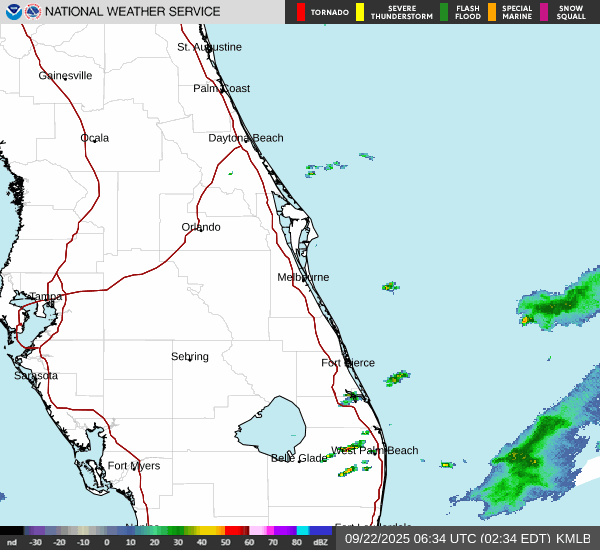 NATIONAL WEATHER SERVICE
TORNADO
SEVERE
THUNDERSTORM
FLASH
FLOOD
SPECIAL
MARINE
SNOW
SQUALL
St. Augustine
Gainesville
Palm Coast
Ocala
Daytona Beach
Orlando
Melbourne
Tampa
Sebring
Fort Pierce
Sarasota
West Palm Beach
Belle Glade
Fort Myers
nd -30 -20 -10 0 10 20 30 40 50 60 70 80 dBZ
09/22/2025 06:34 UTC (02:34 EDT) KMLB